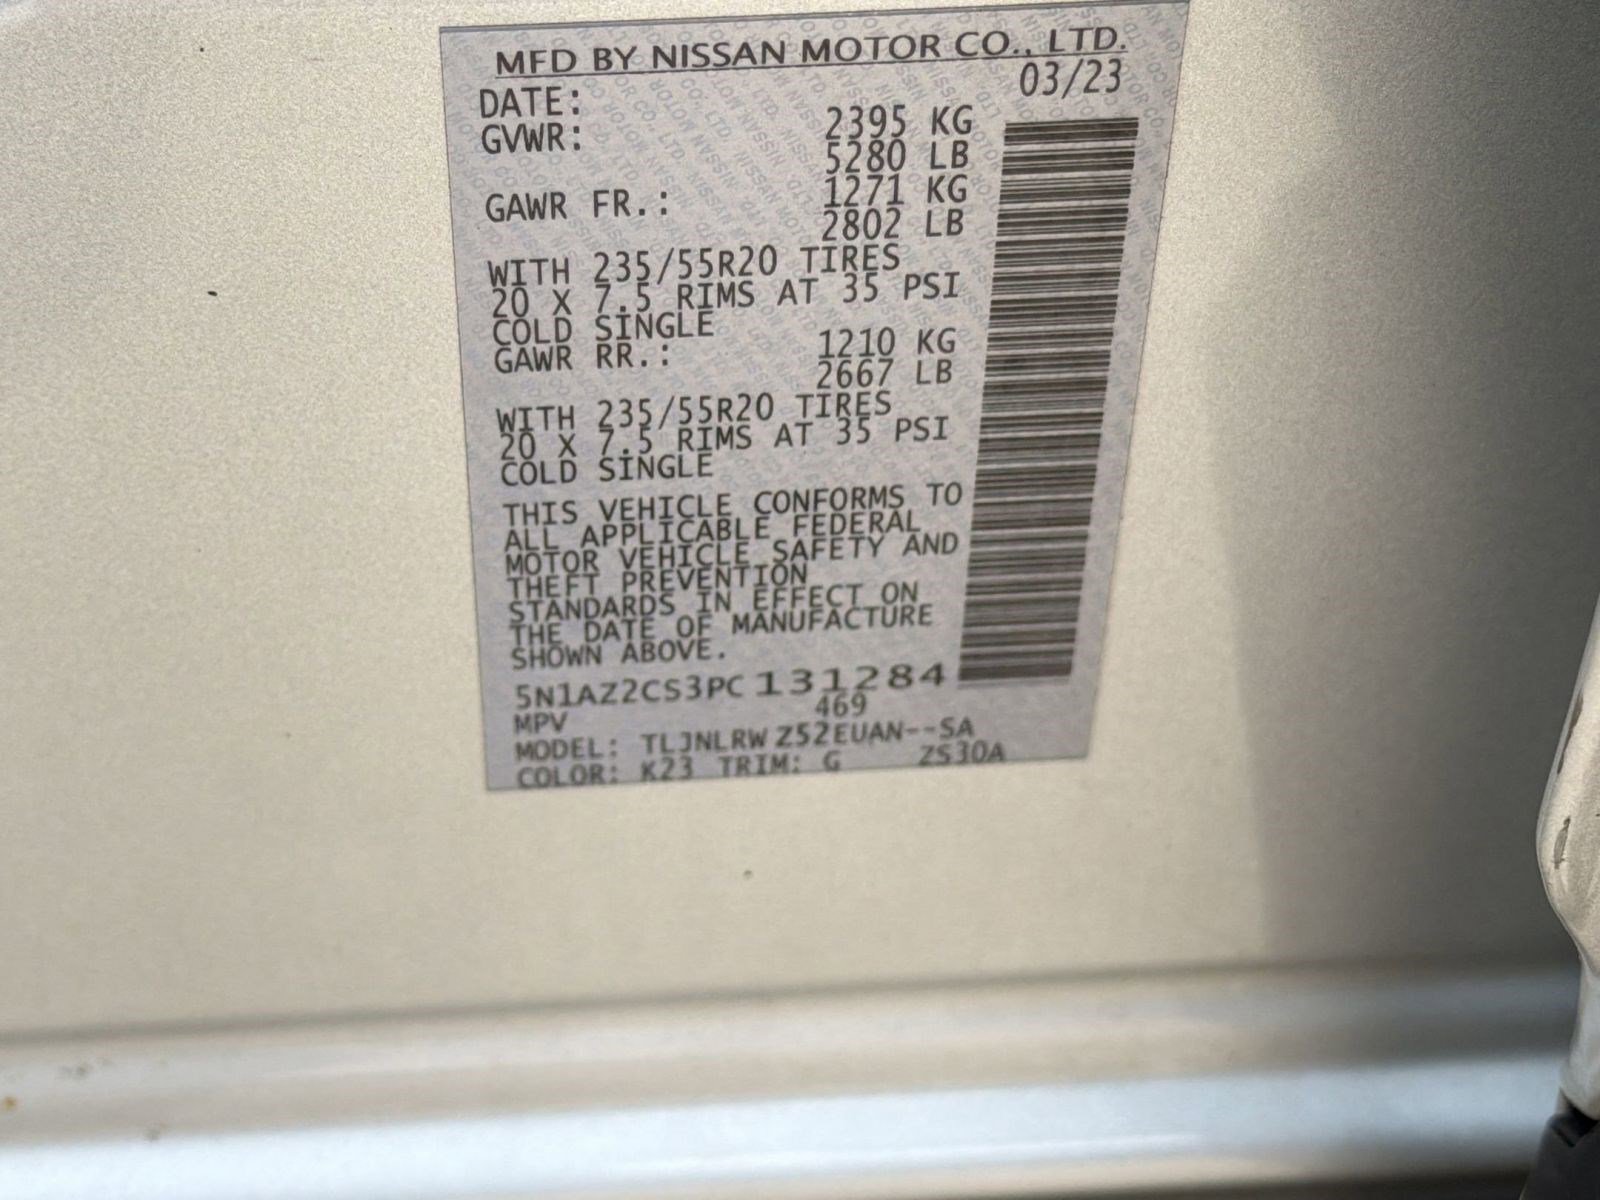 MFD BY NISSAN MOTOR CO., LTD.
DATE: 03/23
GVWR: 2395 KG
5280 LB
GAWR FR.: 1271 KG
2802 LB
WITH 235/55R20 TIRES
20 X 7.5 RIMS AT 35 PSI
COLD SINGLE
GAWR RR.: 1210 KG
2667 LB
WITH 235/55R20 TIRES
20 X 7.5 RIMS AT 35 PSI
COLD SINGLE
THIS VEHICLE CONFORMS TO
ALL APPLICABLE FEDERAL
MOTOR VEHICLE SAFETY AND
THEFT PREVENTION
STANDARDS IN EFFECT ON
THE DATE OF MANUFACTURE
SHOWN ABOVE.
5N1AZ2CS3PC131284
MPV 469
MODEL: TLJNLRW Z52EUAN--SA
COLOR: K23 TRIM: G ZS30A